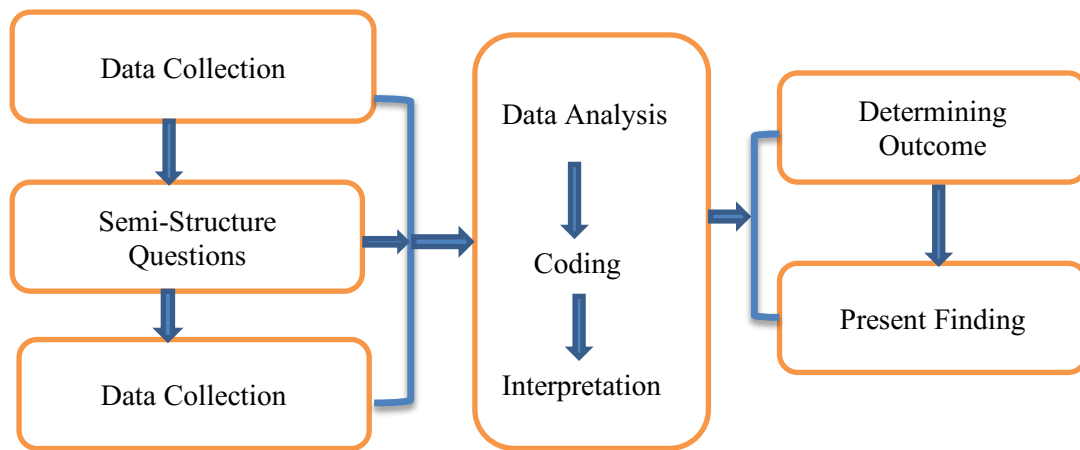 Data Collection
Semi-Structure
Questions
Data Collection
Data Analysis
Coding
Interpretation
Determining
Outcome
Present Finding